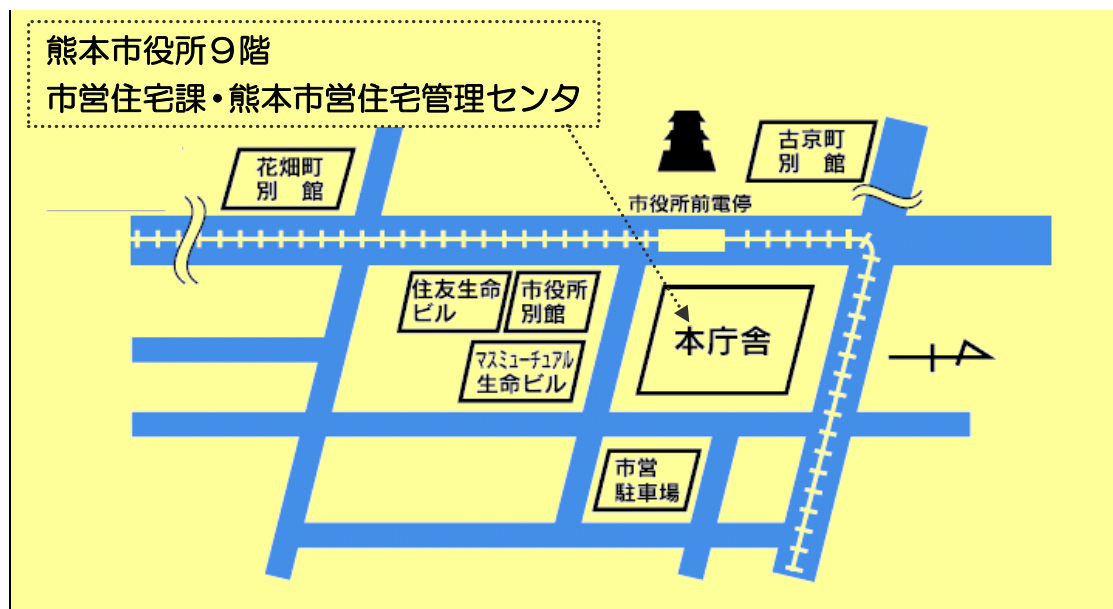 熊本市役所９階
市営住宅課・熊本市営住宅管理センタ
花畑町
別　館
古京町
別　館
市役所前電停
住友生命
ビル
市役所
別館
本庁舎
マスミューチュアル
生命ビル
市営
駐車場